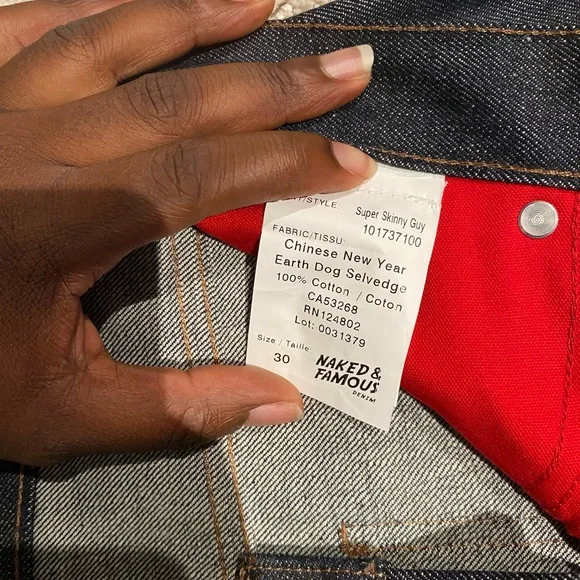 /STYLE: Super Skinny Guy
101737100
FABRIC/TISSU:
Chinese New Year
Earth Dog Selvedge
100% Cotton / Coton
CA53268
RN124802
Lot: 0031379
Size / Taille:
30
NAKED &
FAMOUS
DENIM